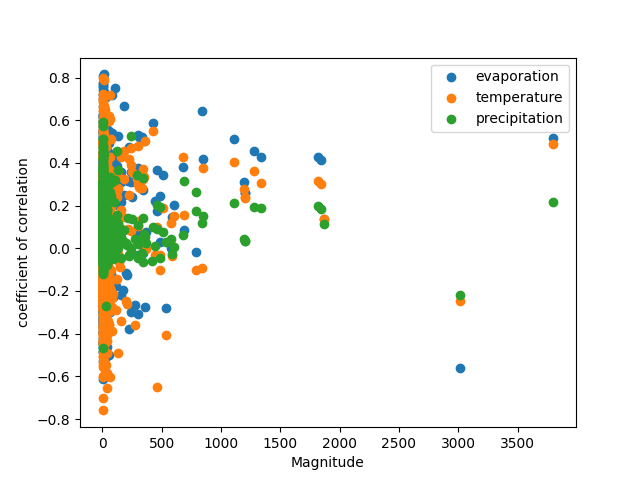 evaporation
temperature
precipitation
coefficient of correlation
0.8
0.6
0.4
0.2
0.0
−0.2
−0.4
−0.6
−0.8
0 500 1000 1500 2000 2500 3000 3500
Magnitude